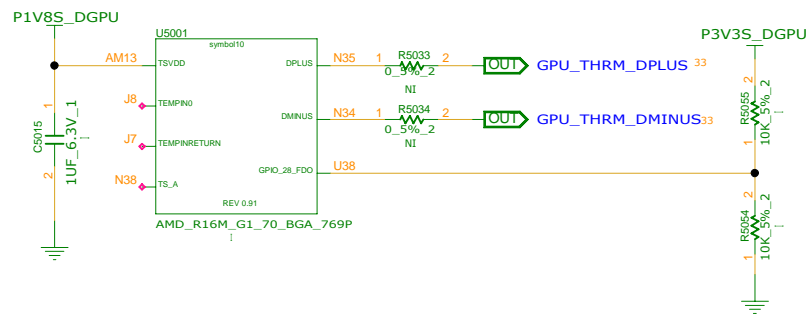 P1V8S_DGPU
U5001
symbol10
P3V3S_DGPU
AM13
TSVDD
DPLUS
N35
1
R5033
2
OUT
GPU_THRM_DPLUS
33
0_5%_2
NI
J8
TEMPIN0
DMINUS
N34
1
R5034
2
OUT
GPU_THRM_DMINUS
33
0_5%_2
NI
J7
TEMPINRETURN
GPIO_28_FDO
U38
N38
TS_A
REV 0.91
AMD_R16M_G1_70_BGA_769P
1
C5015
1UF_6.3V_1
2
2
R5055
10K_5%_2
1
2
R5054
10K_5%_2
1